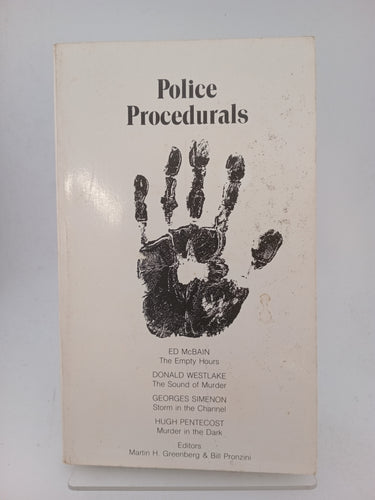 Police
Procedurals
ED McBAIN
The Empty Hours
DONALD WESTLAKE
The Sound of Murder
GEORGES SIMENON
Storm in the Channel
HUGH PENTECOST
Murder in the Dark
Editors
Martin H. Greenberg & Bill Pronzini